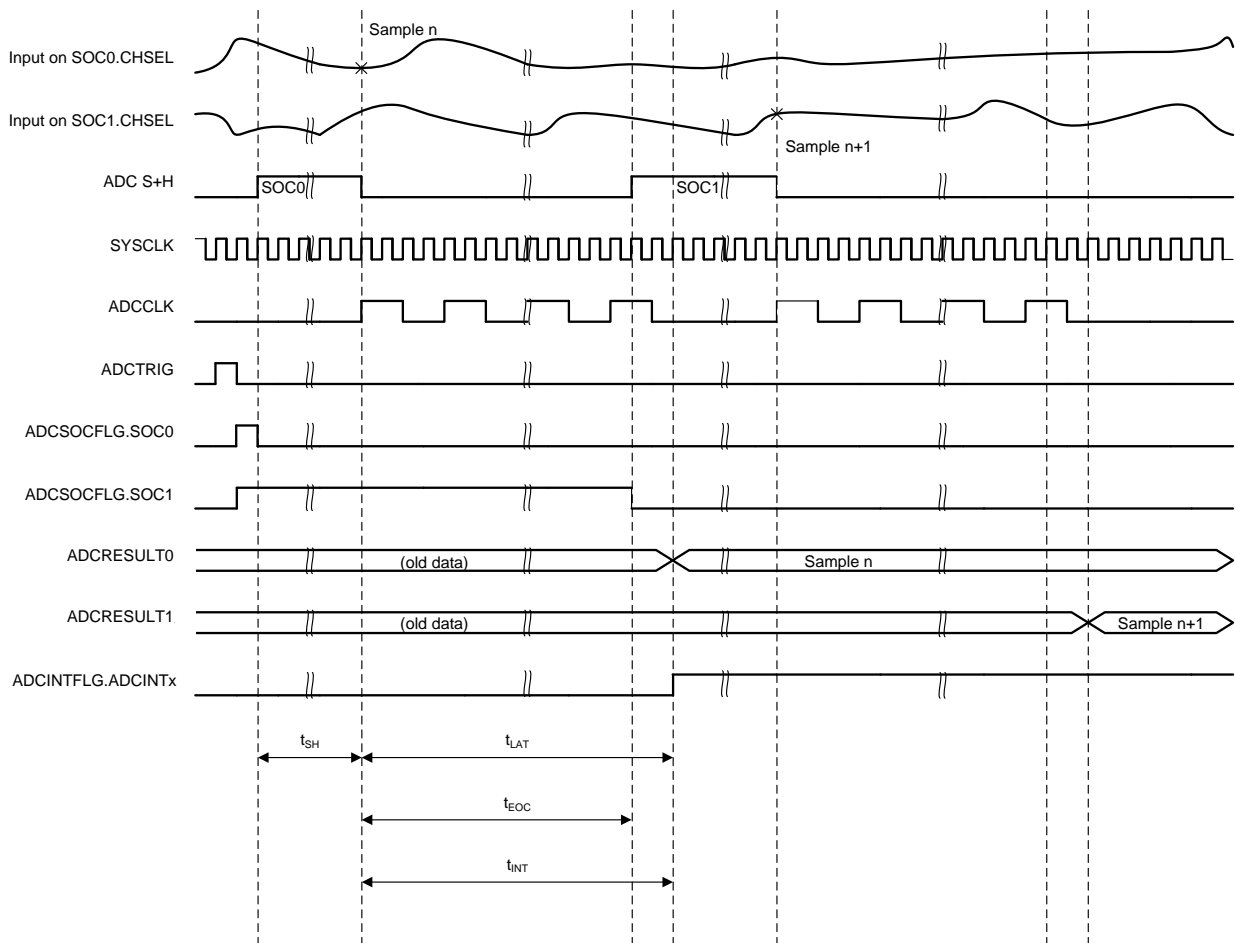 Sample n
Input on SOC0.CHSEL
Input on SOC1.CHSEL
Sample n+1
ADC S+H
SOC0
SOC1
SYSCLK
ADCCLK
ADCTRIG
ADCSOCFLG.SOC0
ADCSOCFLG.SOC1
ADCRESULT0
(old data)
Sample n
ADCRESULT1
(old data)
Sample n+1
ADCINTFLG.ADCINTx
tSH
tLAT
tEOC
tINT